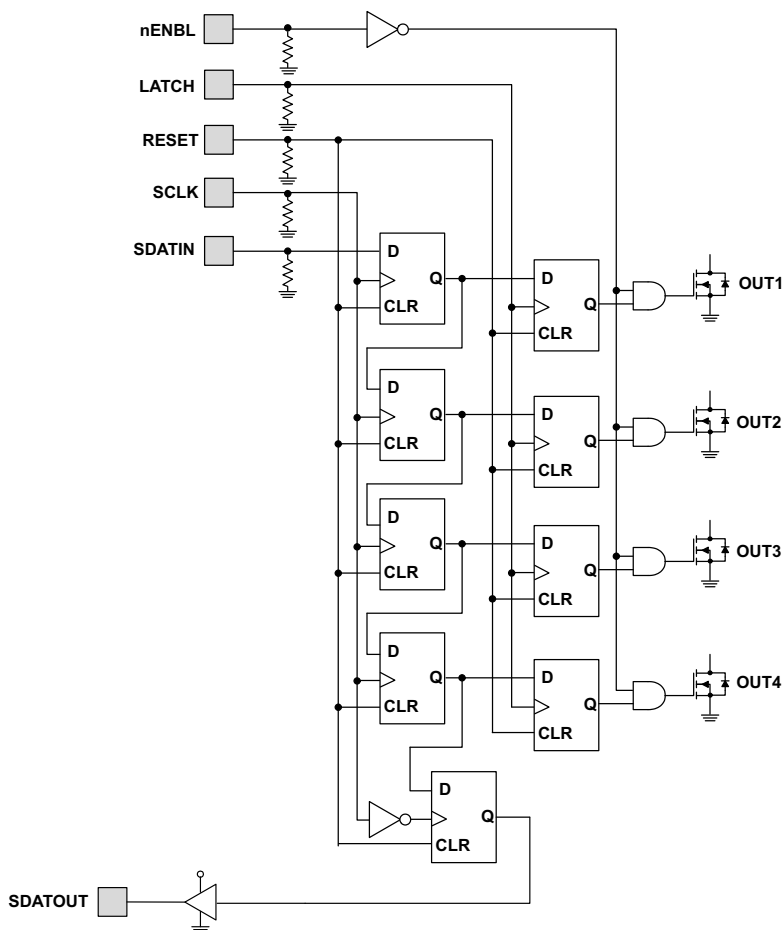 nENBL
LATCH
RESET
SCLK
SDATIN
D
Q
CLR
D
Q
CLR
OUT1
D
Q
CLR
D
Q
CLR
OUT2
D
Q
CLR
D
Q
CLR
OUT3
D
Q
CLR
D
Q
CLR
OUT4
D
Q
CLR
SDATOUT